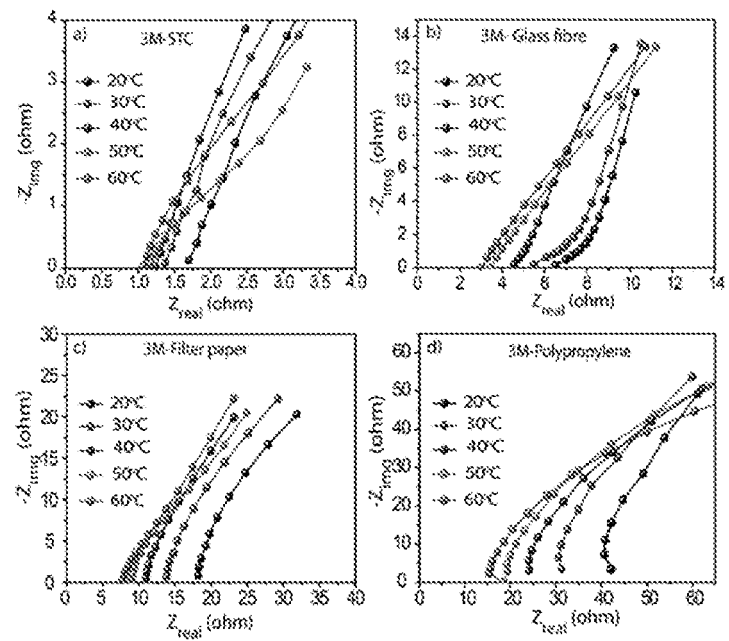 a) 3M-STC
20°C
30°C
40°C
50°C
60°C
-Z_img (ohm)
4
3
2
1
0
0.0 0.5 1.0 1.5 2.0 2.5 3.0 3.5 4.0
Z_real (ohm)
b) 3M- Glass fibre
20°C
30°C
40°C
50°C
60°C
-Z_img (ohm)
14
12
10
8
6
4
2
0
0 2 4 6 8 10 12 14
Z_real (ohm)
c) 3M-Filter paper
20°C
30°C
40°C
50°C
60°C
-Z_img (ohm)
30
25
20
15
10
5
0
0 5 10 15 20 25 30 35 40
Z_real (ohm)
d) 3M-Polypropylene
20°C
30°C
40°C
50°C
60°C
-Z_img (ohm)
60
50
40
30
20
10
0
0 10 20 30 40 50 60
Z_real (ohm)